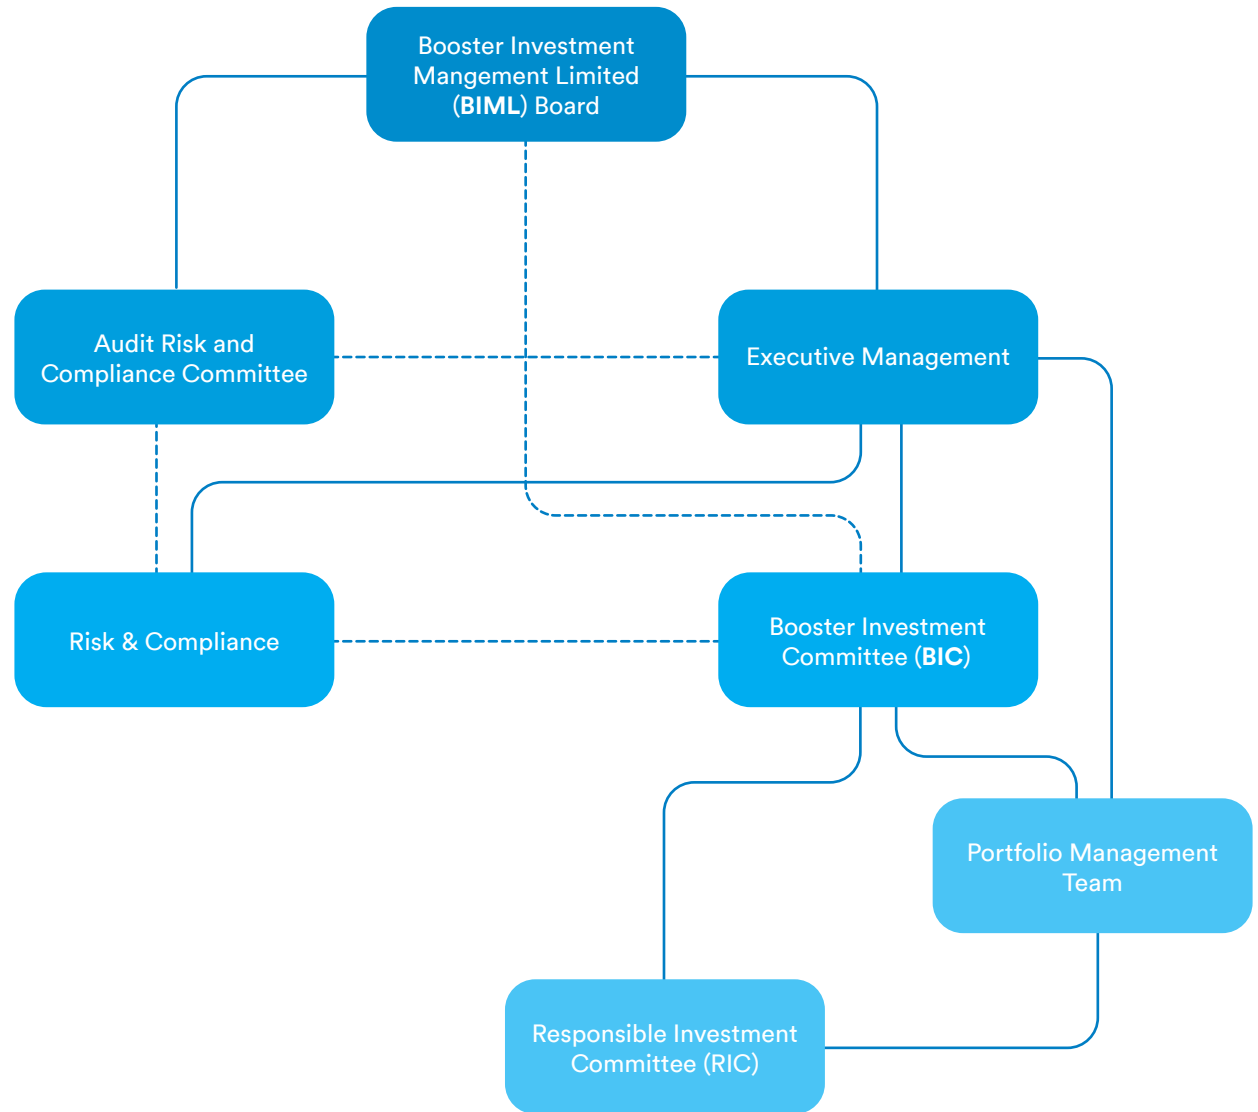 Booster Investment
Mangement Limited
(BIML) Board
Audit Risk and
Compliance Committee
Executive Management
Risk & Compliance
Booster Investment
Committee (BIC)
Portfolio Management
Team
Responsible Investment
Committee (RIC)